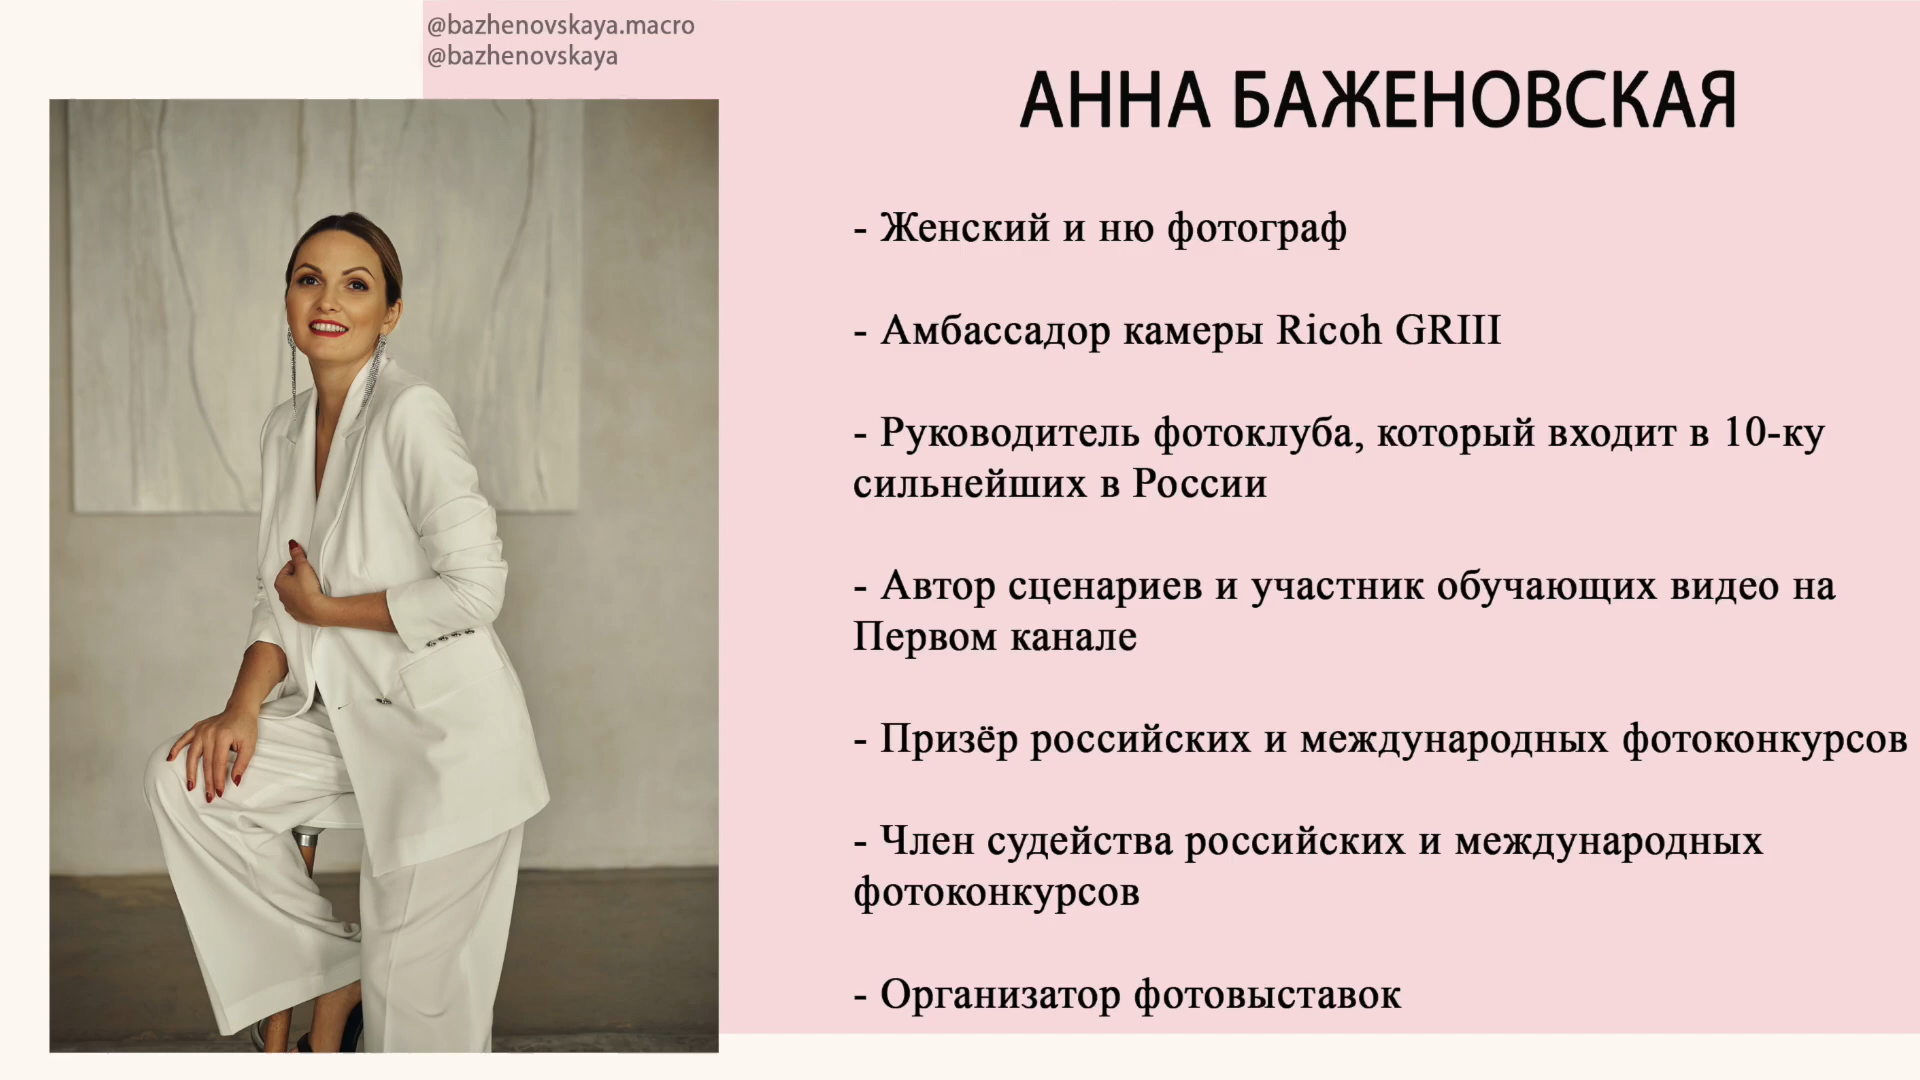 @bazhenovskaya.macro
@bazhenovskaya
АННА БАЖЕНОВСКАЯ
- Женский и ню фотограф
- Амбассадор камеры Ricoh GRIII
- Руководитель фотоклуба, который входит в 10-ку
сильнейших в России
- Автор сценариев и участник обучающих видео на
Первом канале
- Призёр российских и международных фотоконкурсов
- Член судейства российских и международных
фотоконкурсов
- Организатор фотовыставок